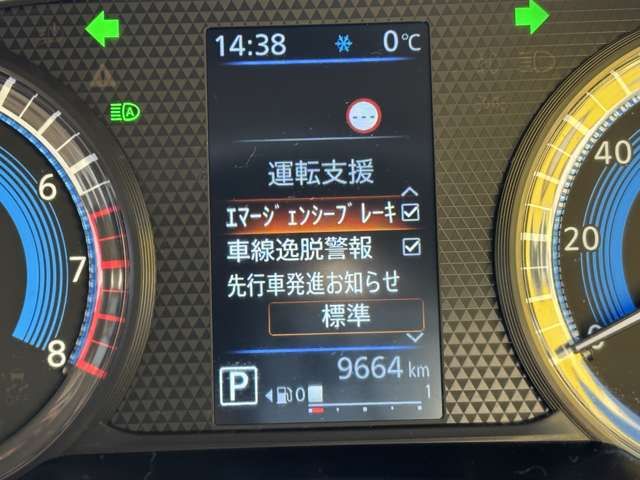 14:38 0℃
運転支援
エマージェンシーブレーキ
車線逸脱警報
先行車発進お知らせ
標準
9664 km
P 0 1
A
6
7
8
40
20
0